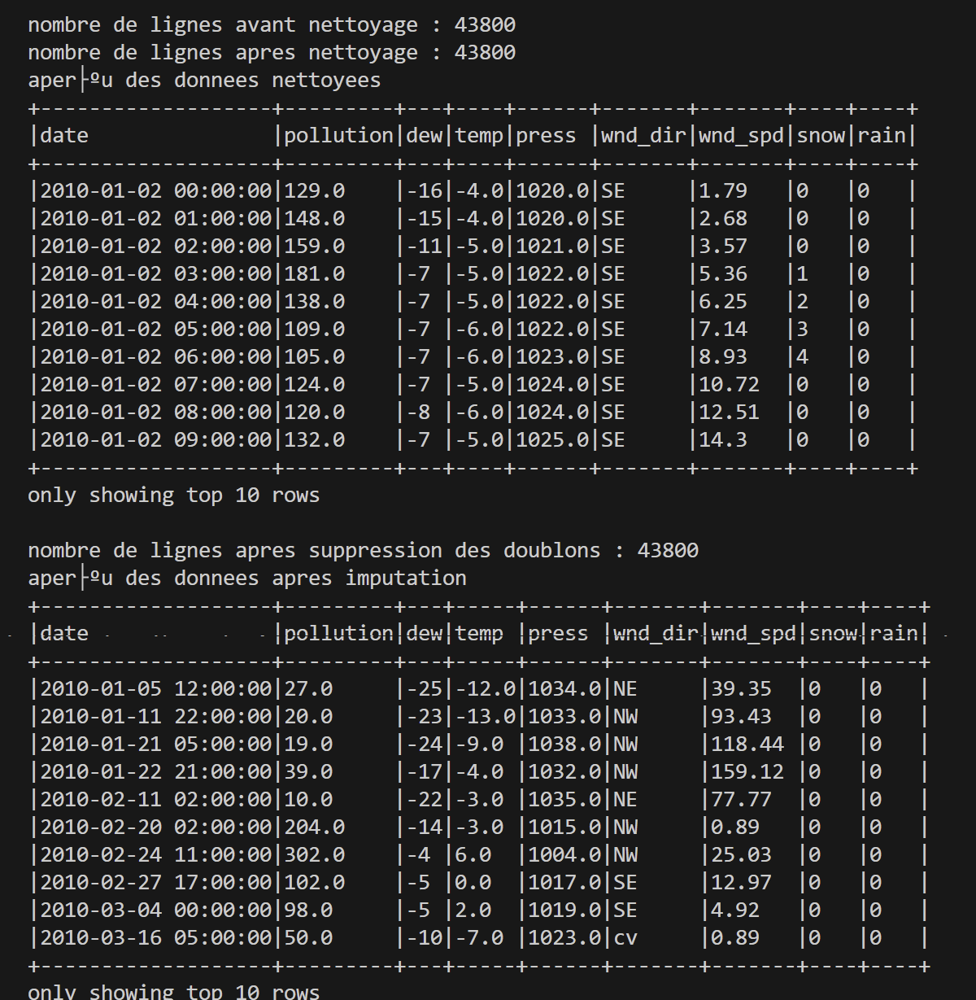 nombre de lignes avant nettoyage : 43800
nombre de lignes apres nettoyage : 43800
aper├ºu des donnees nettoyees
+-------------------+---------+---+----+------+-------+-------+----+----+
|date               |pollution|dew|temp|press |wnd_dir|wnd_spd|snow|rain|
+-------------------+---------+---+----+------+-------+-------+----+----+
|2010-01-02 00:00:00|129.0    |-16|-4.0|1020.0|SE     |1.79   |0   |0   |
|2010-01-02 01:00:00|148.0    |-15|-4.0|1020.0|SE     |2.68   |0   |0   |
|2010-01-02 02:00:00|159.0    |-11|-5.0|1021.0|SE     |3.57   |0   |0   |
|2010-01-02 03:00:00|181.0    |-7 |-5.0|1022.0|SE     |5.36   |1   |0   |
|2010-01-02 04:00:00|138.0    |-7 |-5.0|1022.0|SE     |6.25   |2   |0   |
|2010-01-02 05:00:00|109.0    |-7 |-6.0|1022.0|SE     |7.14   |3   |0   |
|2010-01-02 06:00:00|105.0    |-7 |-6.0|1023.0|SE     |8.93   |4   |0   |
|2010-01-02 07:00:00|124.0    |-7 |-5.0|1024.0|SE     |10.72  |0   |0   |
|2010-01-02 08:00:00|120.0    |-8 |-6.0|1024.0|SE     |12.51  |0   |0   |
|2010-01-02 09:00:00|132.0    |-7 |-5.0|1025.0|SE     |14.3   |0   |0   |
+-------------------+---------+---+----+------+-------+-------+----+----+
only showing top 10 rows

nombre de lignes apres suppression des doublons : 43800
aper├ºu des donnees apres imputation
+-------------------+---------+---+-----+------+-------+-------+----+----+
|date               |pollution|dew|temp |press |wnd_dir|wnd_spd|snow|rain|
+-------------------+---------+---+-----+------+-------+-------+----+----+
|2010-01-05 12:00:00|27.0     |-25|-12.0|1034.0|NE     |39.35  |0   |0   |
|2010-01-11 22:00:00|20.0     |-23|-13.0|1033.0|NW     |93.43  |0   |0   |
|2010-01-21 05:00:00|19.0     |-24|-9.0 |1038.0|NW     |118.44 |0   |0   |
|2010-01-22 21:00:00|39.0     |-17|-4.0 |1032.0|NW     |159.12 |0   |0   |
|2010-02-11 02:00:00|10.0     |-22|-3.0 |1035.0|NE     |77.77  |0   |0   |
|2010-02-20 02:00:00|204.0    |-14|-3.0 |1015.0|NW     |0.89   |0   |0   |
|2010-02-24 11:00:00|302.0    |-4 |6.0  |1004.0|NW     |25.03  |0   |0   |
|2010-02-27 17:00:00|102.0    |-5 |0.0  |1017.0|SE     |12.97  |0   |0   |
|2010-03-04 00:00:00|98.0     |-5 |2.0  |1019.0|SE     |4.92   |0   |0   |
|2010-03-16 05:00:00|50.0     |-10|-7.0 |1023.0|cv     |0.89   |0   |0   |
+-------------------+---------+---+-----+------+-------+-------+----+----+
only showing top 10 rows